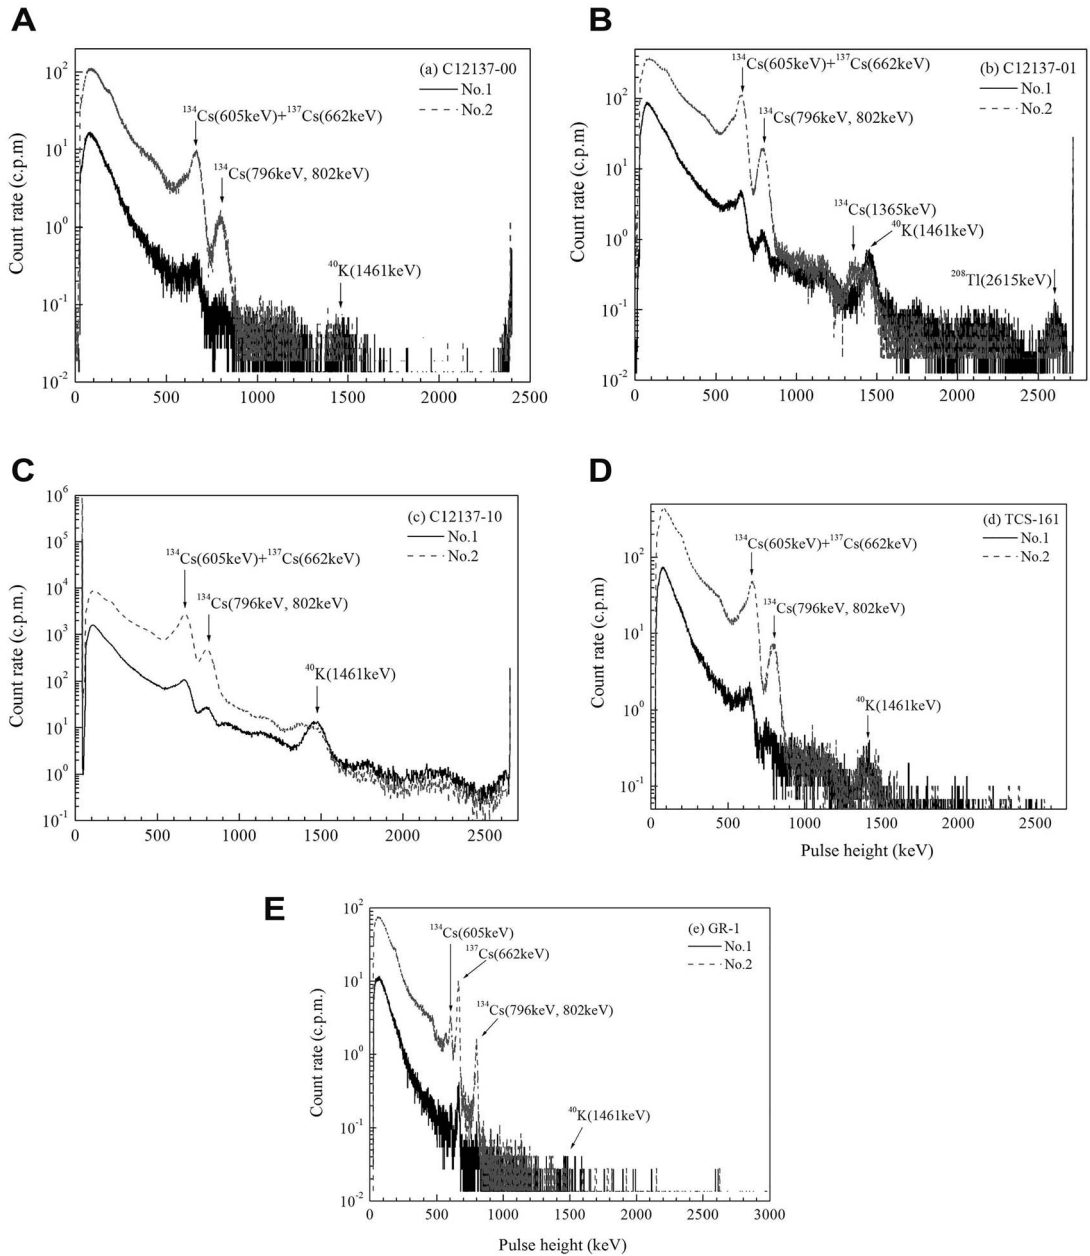 A
(a) C12137-00
No.1
No.2
¹³⁴Cs(605keV)+¹³⁷Cs(662keV)
¹³⁴Cs(796keV, 802keV)
⁴⁰K(1461keV)
Count rate (c.p.m)
10²
10¹
10⁰
10⁻¹
10⁻²
0 500 1000 1500 2000 2500
B
¹³⁴Cs(605keV)+¹³⁷Cs(662keV)
(b) C12137-01
No.1
No.2
¹³⁴Cs(796keV, 802keV)
¹³⁴Cs(1365keV)
⁴⁰K(1461keV)
²⁰⁸Tl(2615keV)
Count rate (c.p.m)
10²
10¹
10⁰
10⁻¹
10⁻²
0 500 1000 1500 2000 2500
C
(c) C12137-10
No.1
No.2
¹³⁴Cs(605keV)+¹³⁷Cs(662keV)
¹³⁴Cs(796keV, 802keV)
⁴⁰K(1461keV)
Count rate (c.p.m.)
10⁶
10⁵
10⁴
10³
10²
10¹
10⁰
10⁻¹
0 500 1000 1500 2000 2500
D
(d) TCS-161
No.1
No.2
¹³⁴Cs(605keV)+¹³⁷Cs(662keV)
¹³⁴Cs(796keV, 802keV)
⁴⁰K(1461keV)
Count rate (c.p.m)
10²
10¹
10⁰
10⁻¹
0 500 1000 1500 2000 2500
Pulse height (keV)
E
(e) GR-1
No.1
No.2
¹³⁴Cs(605keV)
¹³⁷Cs(662keV)
¹³⁴Cs(796keV, 802keV)
⁴⁰K(1461keV)
Count rate (c.p.m.)
10²
10¹
10⁰
10⁻¹
10⁻²
0 500 1000 1500 2000 2500 3000
Pulse height (keV)